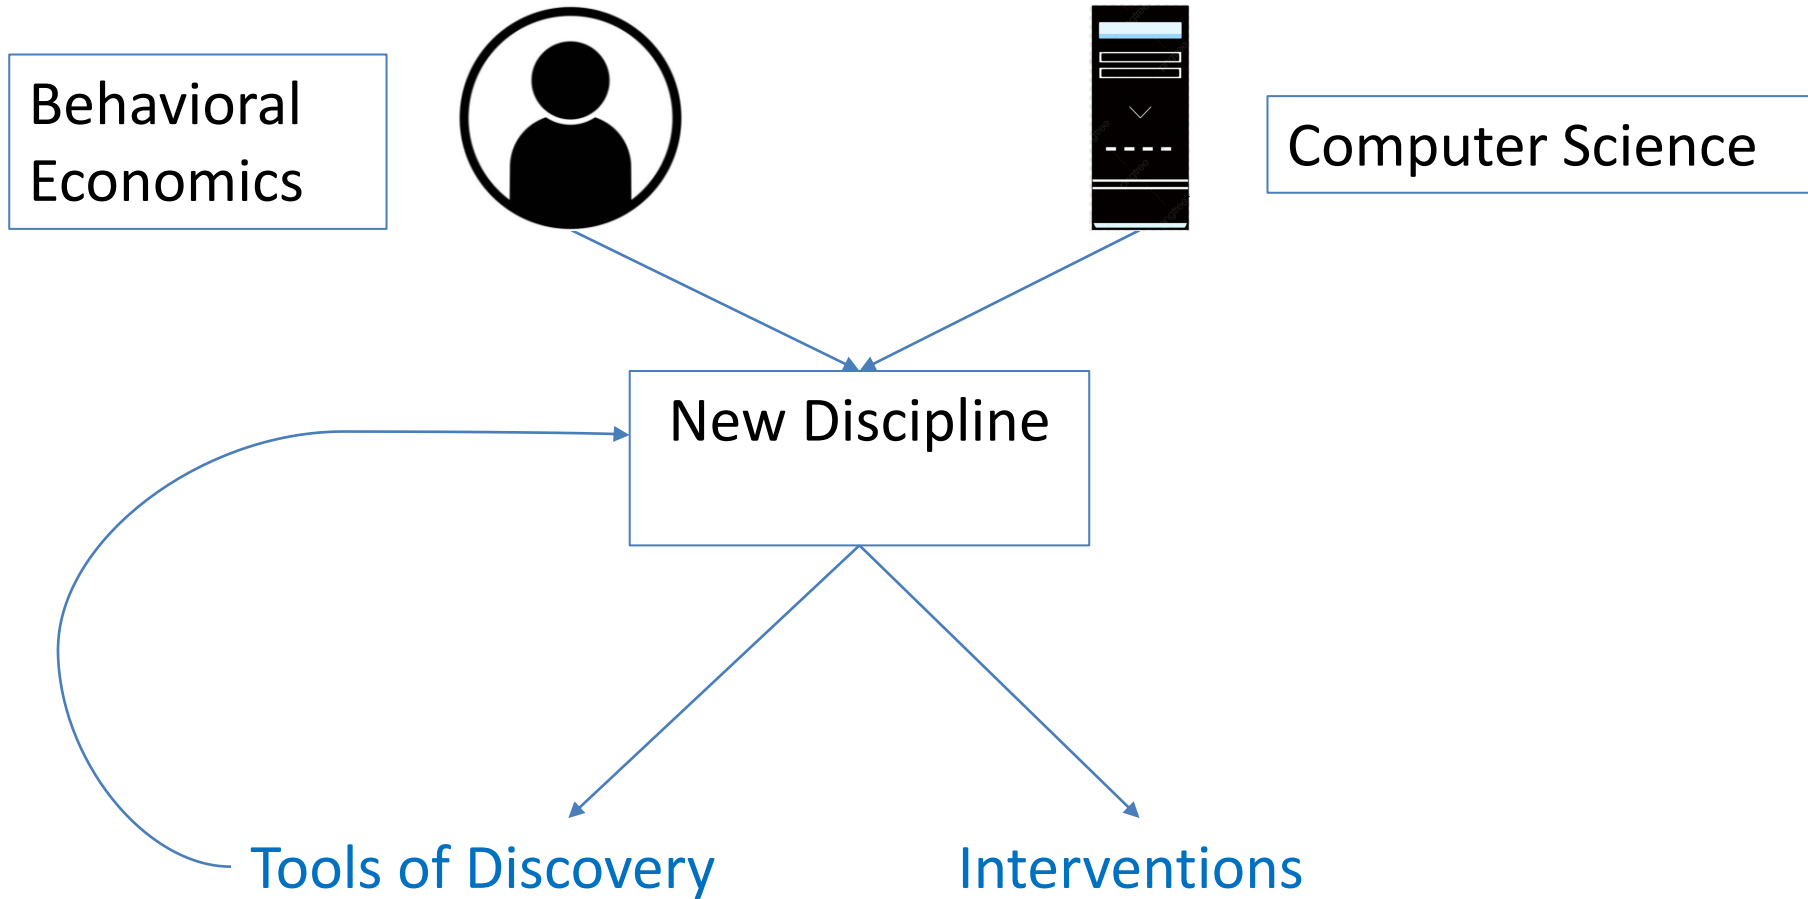 Behavioral
Economics
Computer Science
New Discipline
Tools of Discovery
Interventions